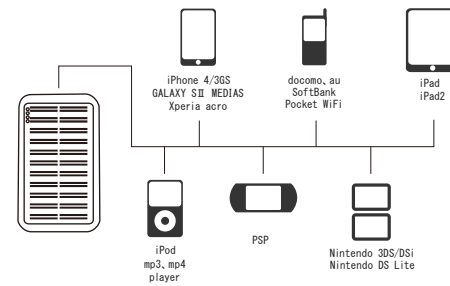 iPhone 4/3GS
GALAXY SⅡ MEDIAS
Xperia acro
docomo、au
SoftBank
Pocket WiFi
iPad
iPad2
iPod
mp3、mp4
player
PSP
Nintendo 3DS/DSi
Nintendo DS Lite